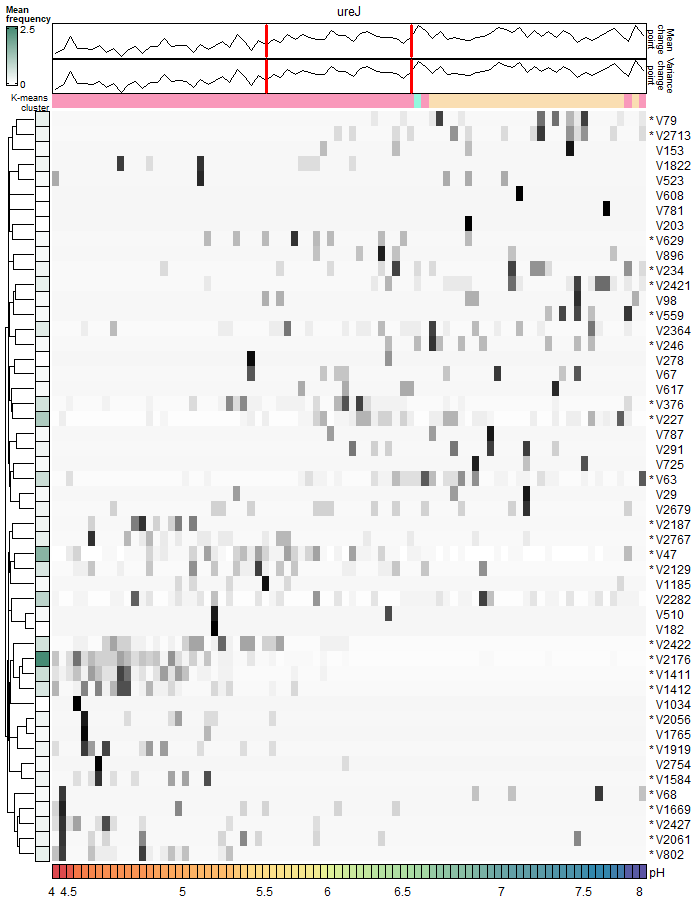 ureJ
Mean
frequency
2.5
0
Mean
change
point
Variance
change
point
K-means
cluster
* V79
* V2713
V153
V1822
V523
V608
V781
V203
* V629
V896
* V234
* V2421
V98
* V559
V2364
* V246
V278
V67
V617
* V376
* V227
V787
V291
V725
* V63
V29
V2679
* V2187
* V2767
* V47
* V2129
V1185
V2282
V510
V182
* V2422
* V2176
* V1411
* V1412
V1034
* V2056
V1765
* V1919
V2754
* V1584
* V68
* V1669
* V2427
* V2061
* V802
pH
4 4.5 5 5.5 6 6.5 7 7.5 8